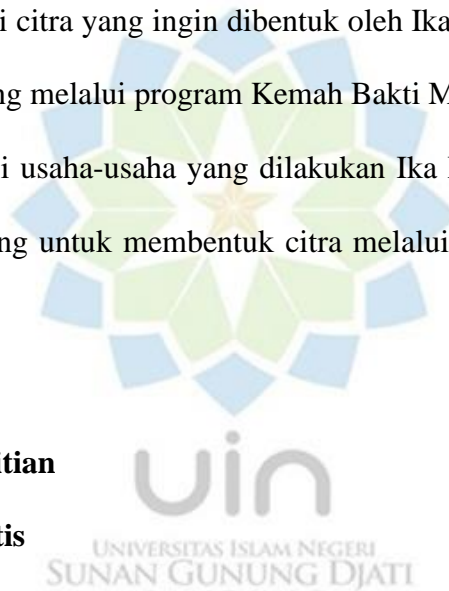 i citra yang ingin dibentuk oleh Ika
ng melalui program Kemah Bakti M
i usaha-usaha yang dilakukan Ika
ng untuk membentuk citra melalui
itian
uin
tis
UNIVERSITAS ISLAM NEGERI
SUNAN GUNUNG DJATI